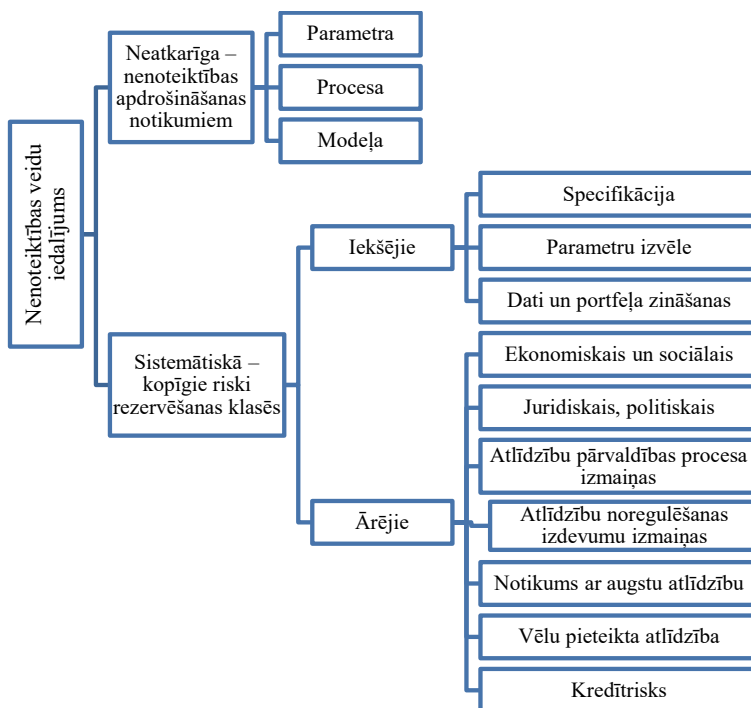 Nenoteiktības veidu
iedalījums
Neatkarīga –
nenoteiktības
apdrošināšanas
notikumiem
Parametra
Procesa
Modeļa
Sistemātiskā –
kopīgie riski
rezervēšanas klasēs
Iekšējie
Specifikācija
Parametru izvēle
Dati un portfeļa zināšanas
Ārējie
Ekonomiskais un sociālais
Juridiskais, politiskais
Atlīdzību pārvaldības procesa
izmaiņas
Atlīdzību noregulēšanas
izdevumu izmaiņas
Notikums ar augstu atlīdzību
Vēlu pieteikta atlīdzība
Kredītrisks